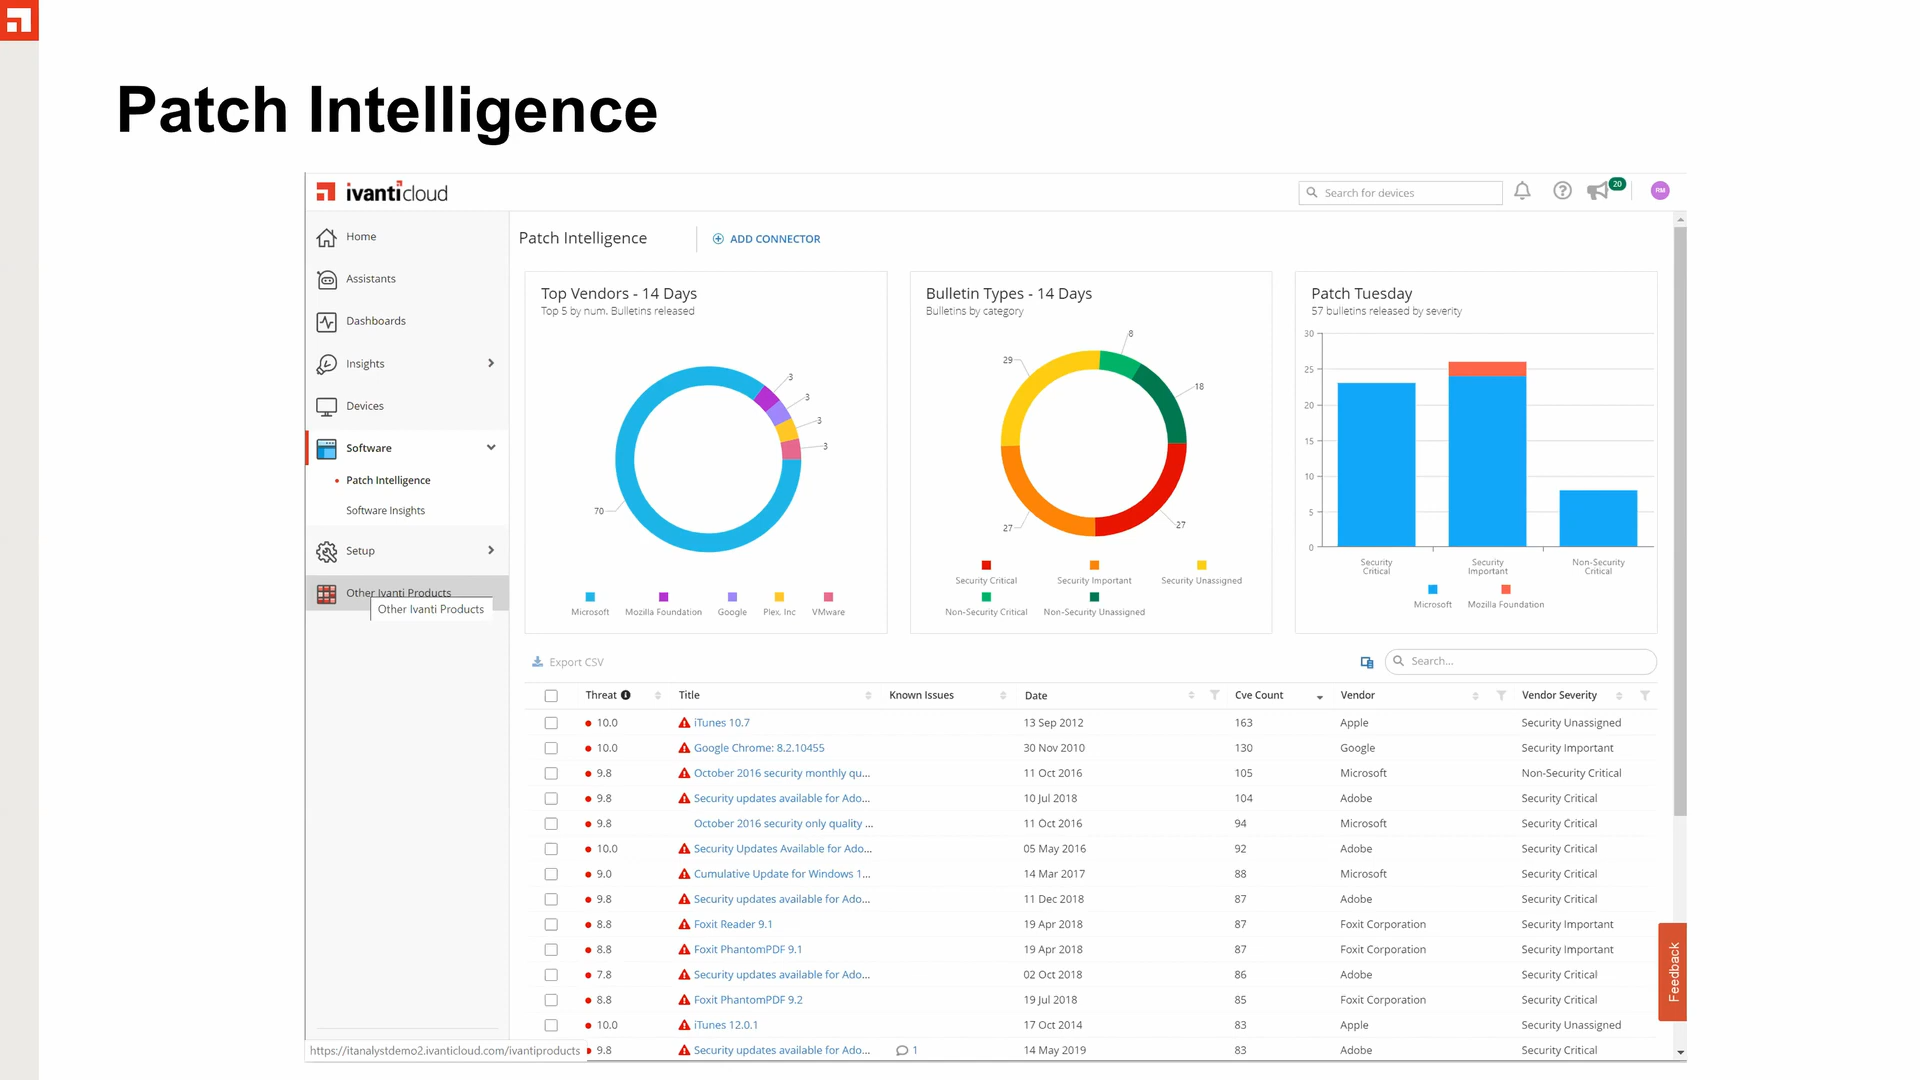 Patch Intelligence
ivanticloud
Search for devices
20
RM
Home
Assistants
Dashboards
Insights
Devices
Software
Patch Intelligence
Software Insights
Setup
Other Ivanti Products
Other Ivanti Products
Patch Intelligence
ADD CONNECTOR
Top Vendors - 14 Days
Top 5 by num. Bulletins released
3
3
3
3
70
Microsoft Mozilla Foundation Google Plex. Inc VMware
Bulletin Types - 14 Days
Bulletins by category
8
29
18
27
27
Security Critical Security Important Security Unassigned
Non-Security Critical Non-Security Unassigned
Patch Tuesday
57 bulletins released by severity
30
25
20
15
10
5
0
Security Critical
Security Important
Non-Security Critical
Microsoft Mozilla Foundation
Export CSV
Search...
Threat Title Known Issues Date Cve Count Vendor Vendor Severity
10.0 iTunes 10.7 13 Sep 2012 163 Apple Security Unassigned
10.0 Google Chrome: 8.2.10455 30 Nov 2010 130 Google Security Important
9.8 October 2016 security monthly qu... 11 Oct 2016 105 Microsoft Non-Security Critical
9.8 Security updates available for Ado... 10 Jul 2018 104 Adobe Security Critical
9.8 October 2016 security only quality ... 11 Oct 2016 94 Microsoft Security Critical
10.0 Security Updates Available for Ado... 05 May 2016 92 Adobe Security Critical
9.0 Cumulative Update for Windows 1... 14 Mar 2017 88 Microsoft Security Critical
9.8 Security updates available for Ado... 11 Dec 2018 87 Adobe Security Critical
8.8 Foxit Reader 9.1 19 Apr 2018 87 Foxit Corporation Security Important
8.8 Foxit PhantomPDF 9.1 19 Apr 2018 87 Foxit Corporation Security Important
7.8 Security updates available for Ado... 02 Oct 2018 86 Adobe Security Critical
8.8 Foxit PhantomPDF 9.2 19 Jul 2018 85 Foxit Corporation Security Critical
10.0 iTunes 12.0.1 17 Oct 2014 83 Apple Security Unassigned
9.8 Security updates available for Ado... 1 14 May 2019 83 Adobe Security Critical
Feedback
https://itanalystdemo2.ivanticloud.com/ivantiproducts